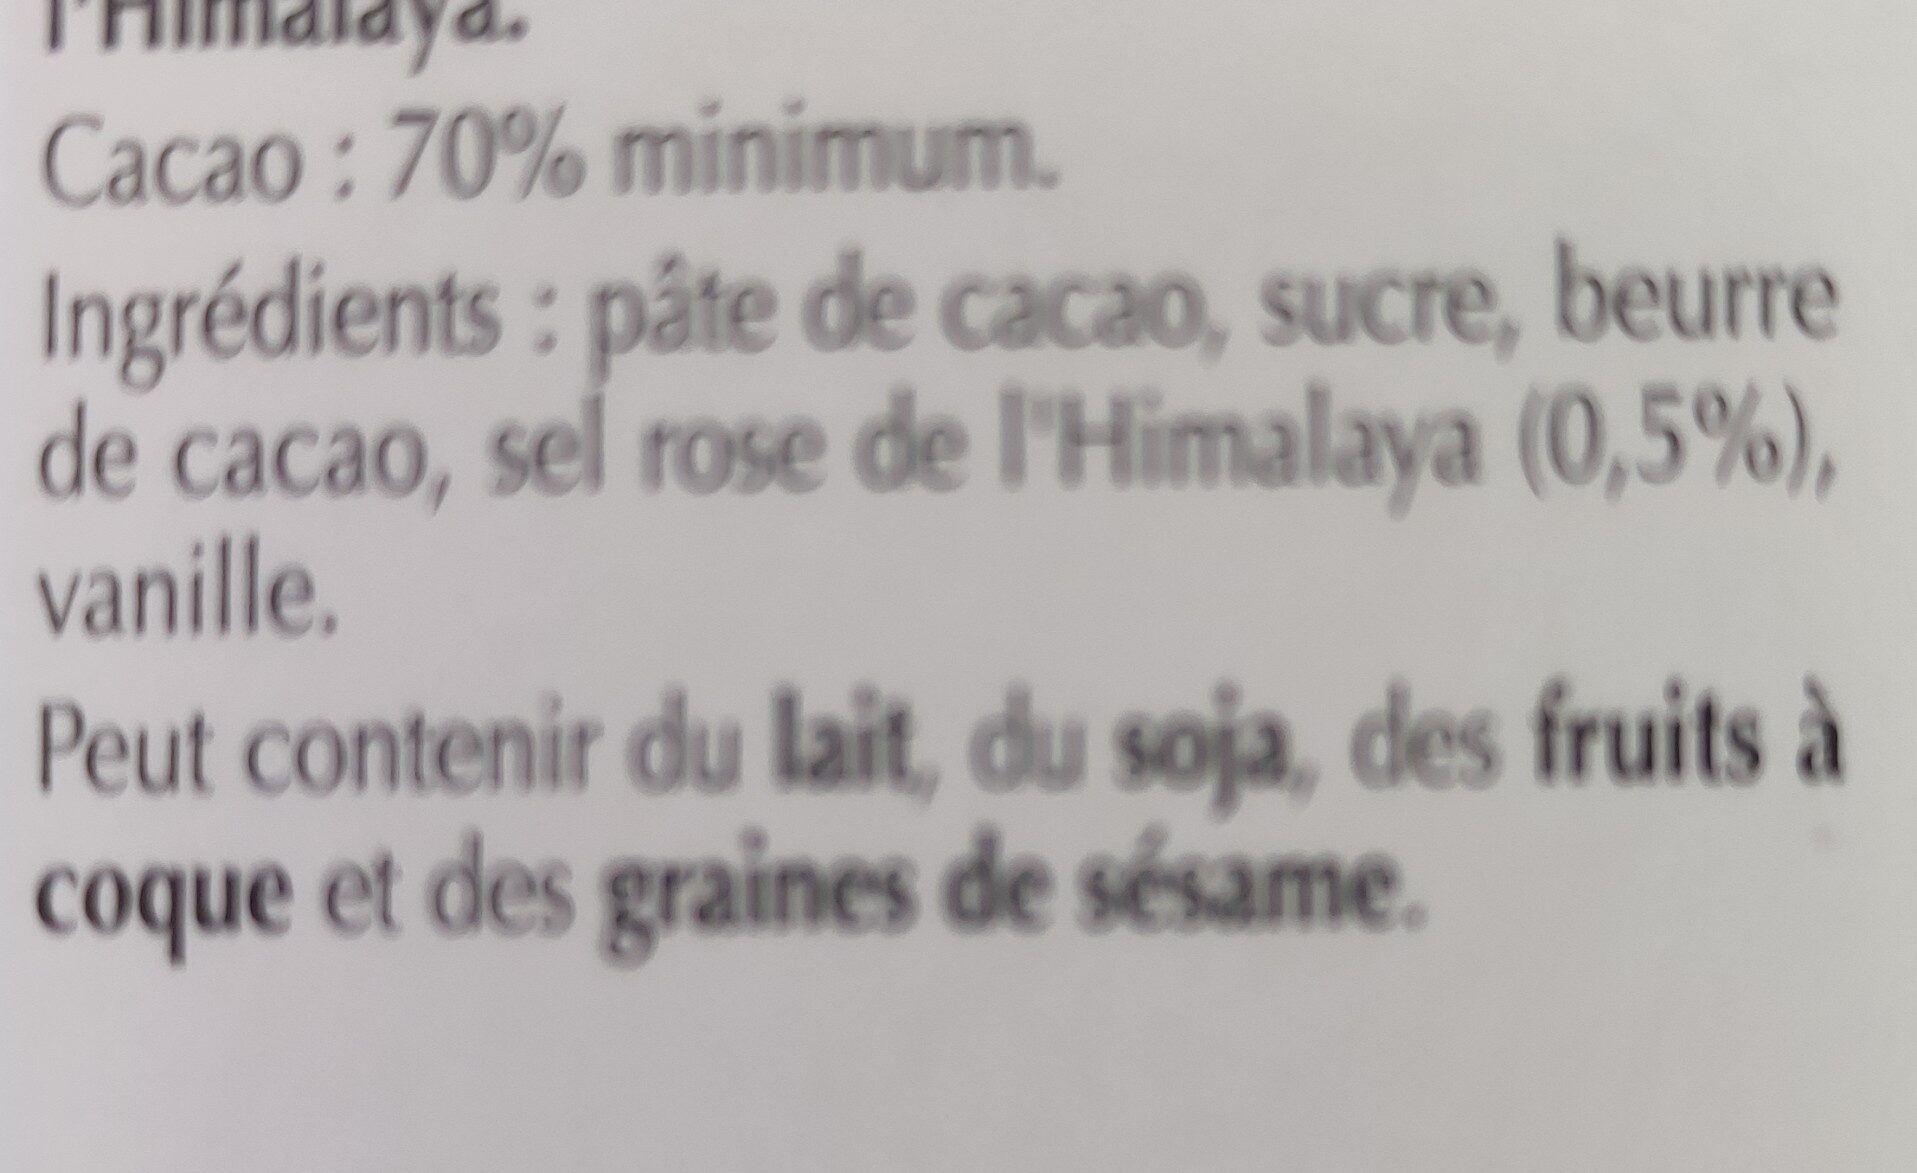 l'Himalaya.
Cacao : 70% minimum.
Ingrédients : pâte de cacao, sucre, beurre
de cacao, sel rose de l'Himalaya (0,5%),
vanille.
Peut contenir du lait, du soja, des fruits à
coque et des graines de sésame.